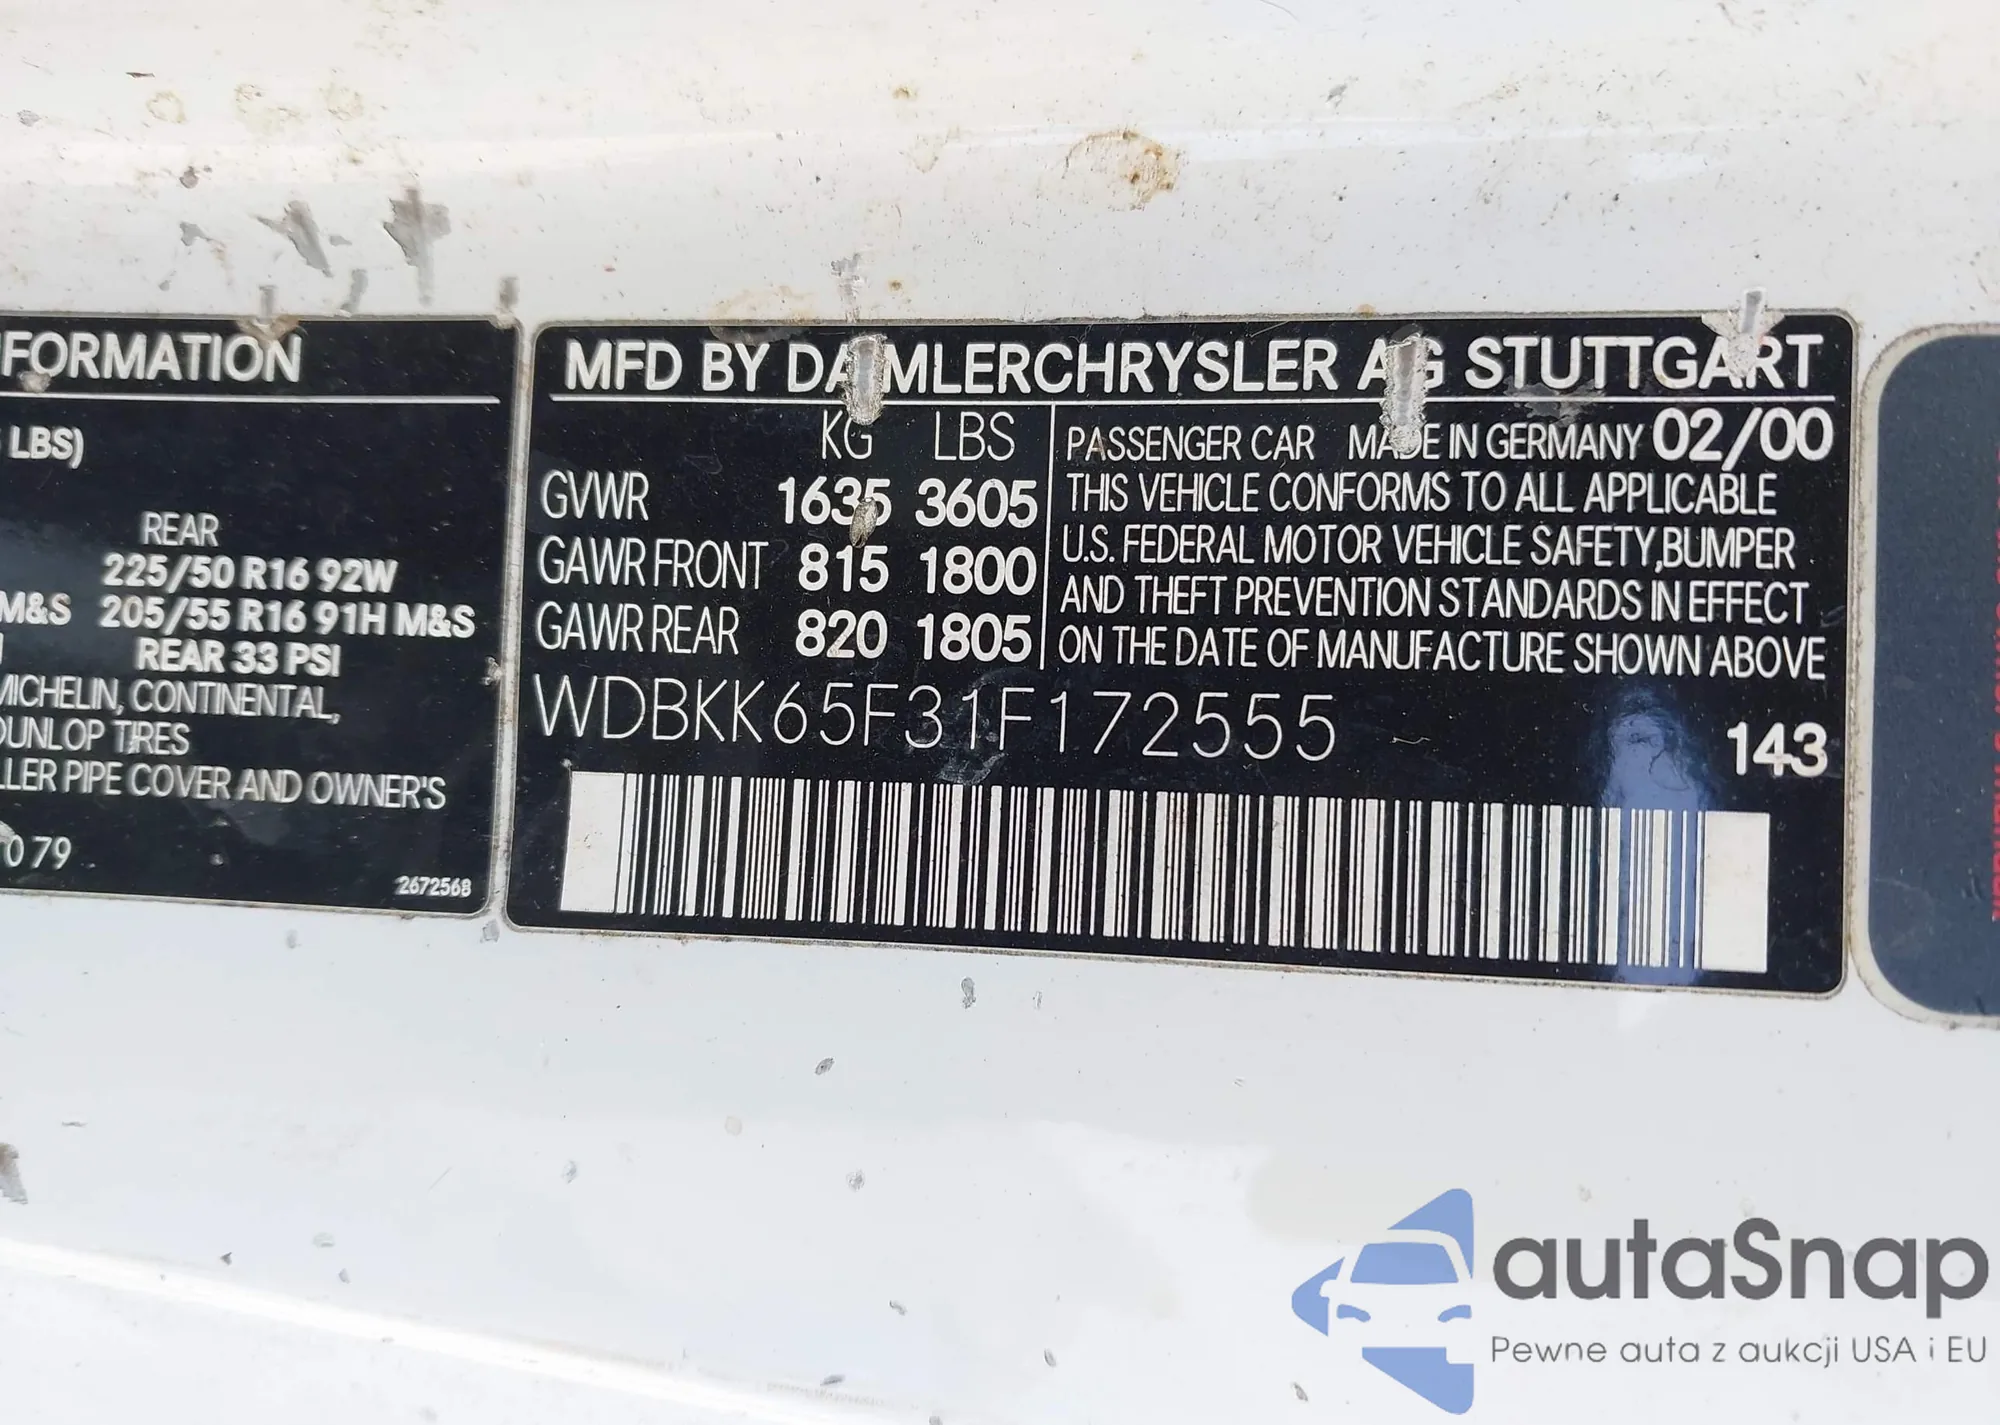 NFORMATION
LBS)
REAR
225/50 R16 92W
M&S 205/55 R16 91H M&S
REAR 33 PSI
MICHELIN, CONTINENTAL,
DUNLOP TIRES
LLER PIPE COVER AND OWNER'S
079
2672568
MFD BY DAIMLERCHRYSLER AG STUTTGART
KG LBS
GVWR 1635 3605
GAWR FRONT 815 1800
GAWR REAR 820 1805
PASSENGER CAR MADE IN GERMANY 02/00
THIS VEHICLE CONFORMS TO ALL APPLICABLE
U.S. FEDERAL MOTOR VEHICLE SAFETY,BUMPER
AND THEFT PREVENTION STANDARDS IN EFFECT
ON THE DATE OF MANUFACTURE SHOWN ABOVE
WDBKK65F31F172555
143
autaSnap
Pewne auta z aukcji USA i EU